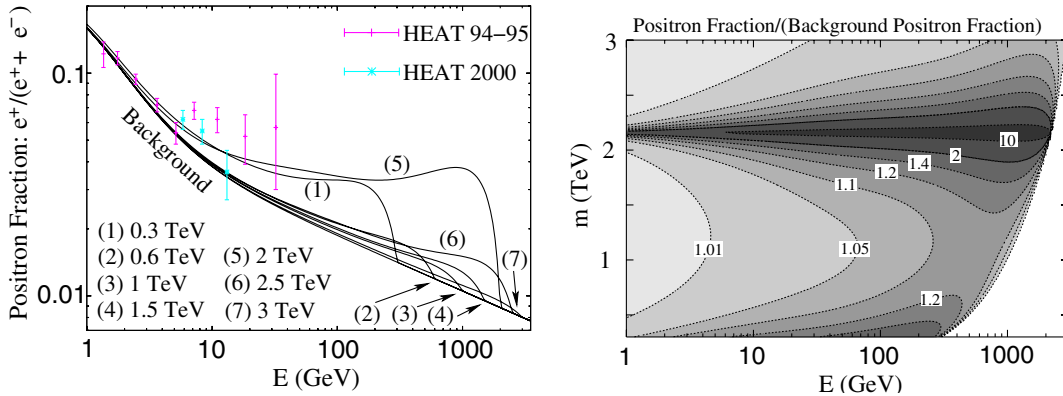 Positron Fraction: e⁺/(e⁺+ e⁻)
0.1
0.01
HEAT 94−95
HEAT 2000
Background
(5)
(1)
(6)
(7)
(1) 0.3 TeV
(2) 0.6 TeV
(3) 1 TeV
(4) 1.5 TeV
(5) 2 TeV
(6) 2.5 TeV
(7) 3 TeV
(2)
(3)
(4)
1
10
100
1000
E (GeV)
Positron Fraction/(Background Positron Fraction)
m (TeV)
3
2
1
10
2
1.4
1.2
1.1
1.05
1.01
1.2
1
10
100
1000
E (GeV)